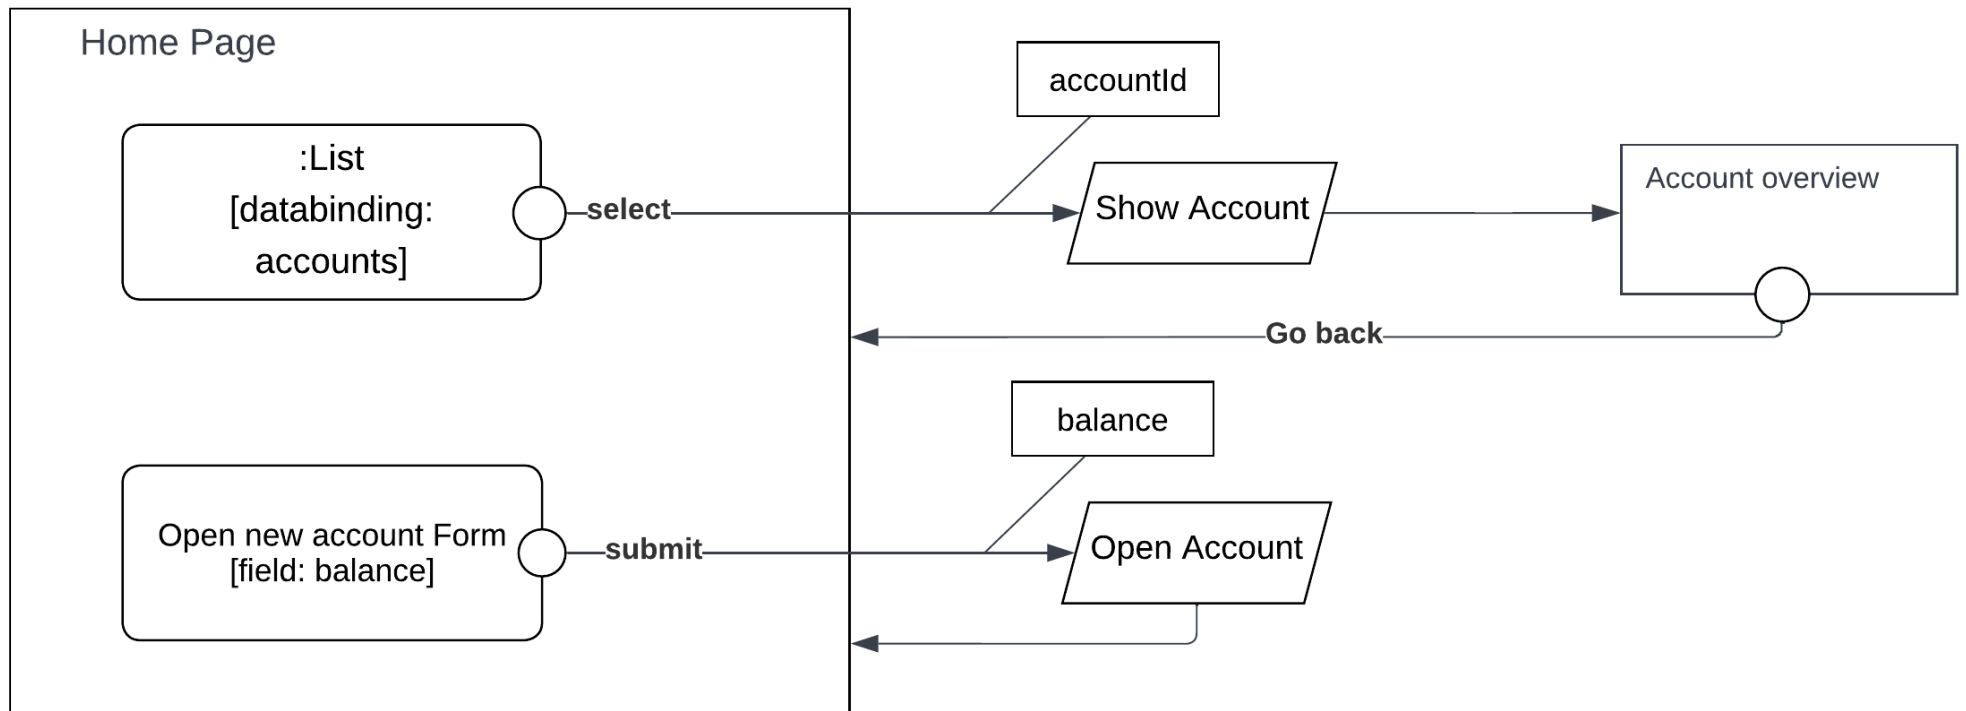 Home Page
:List
[databinding:
accounts]
select
accountId
Show Account
Account overview
Go back
Open new account Form
[field: balance]
submit
balance
Open Account